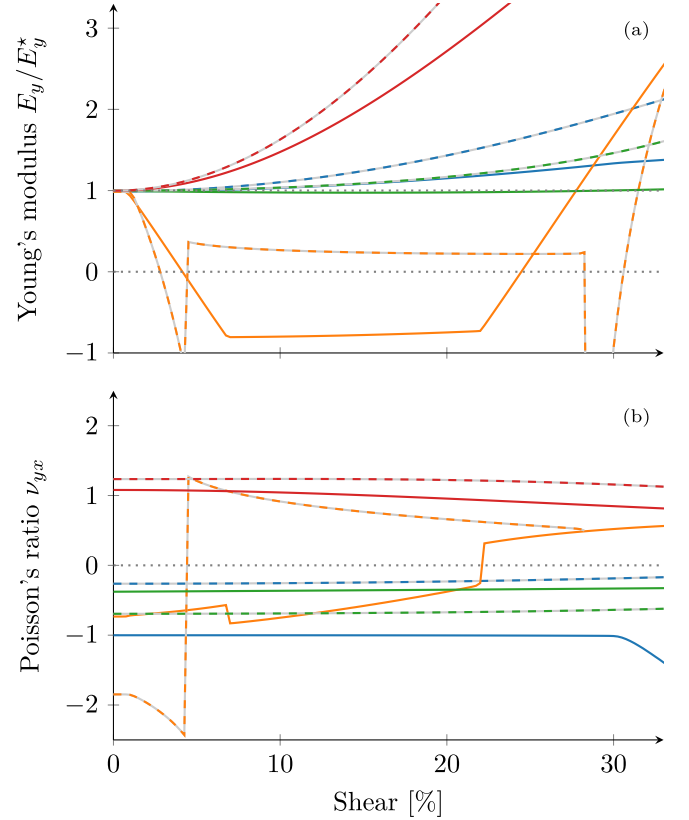 (a)
Young's modulus E_y/E_y^⋆
3
2
1
0
−1
(b)
Poisson's ratio ν_yx
2
1
0
−1
−2
0 10 20 30
Shear [%]